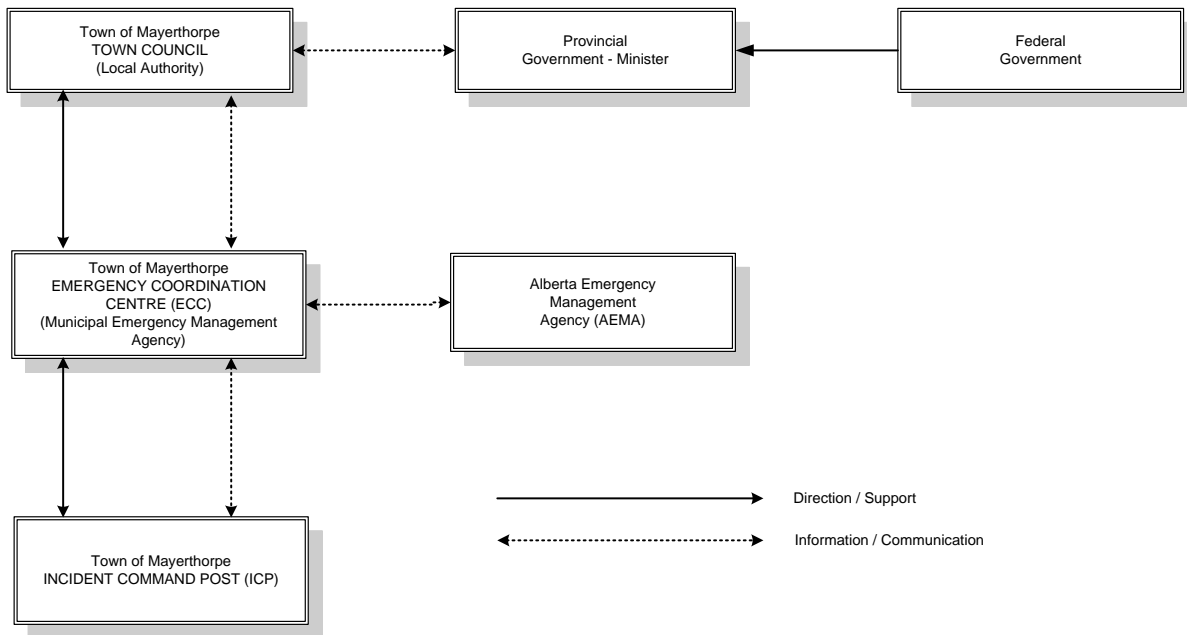 Town of Mayerthorpe
TOWN COUNCIL
(Local Authority)
Provincial
Government - Minister
Federal
Government
Town of Mayerthorpe
EMERGENCY COORDINATION
CENTRE (ECC)
(Municipal Emergency Management
Agency)
Alberta Emergency
Management
Agency (AEMA)
Direction / Support
Information / Communication
Town of Mayerthorpe
INCIDENT COMMAND POST (ICP)